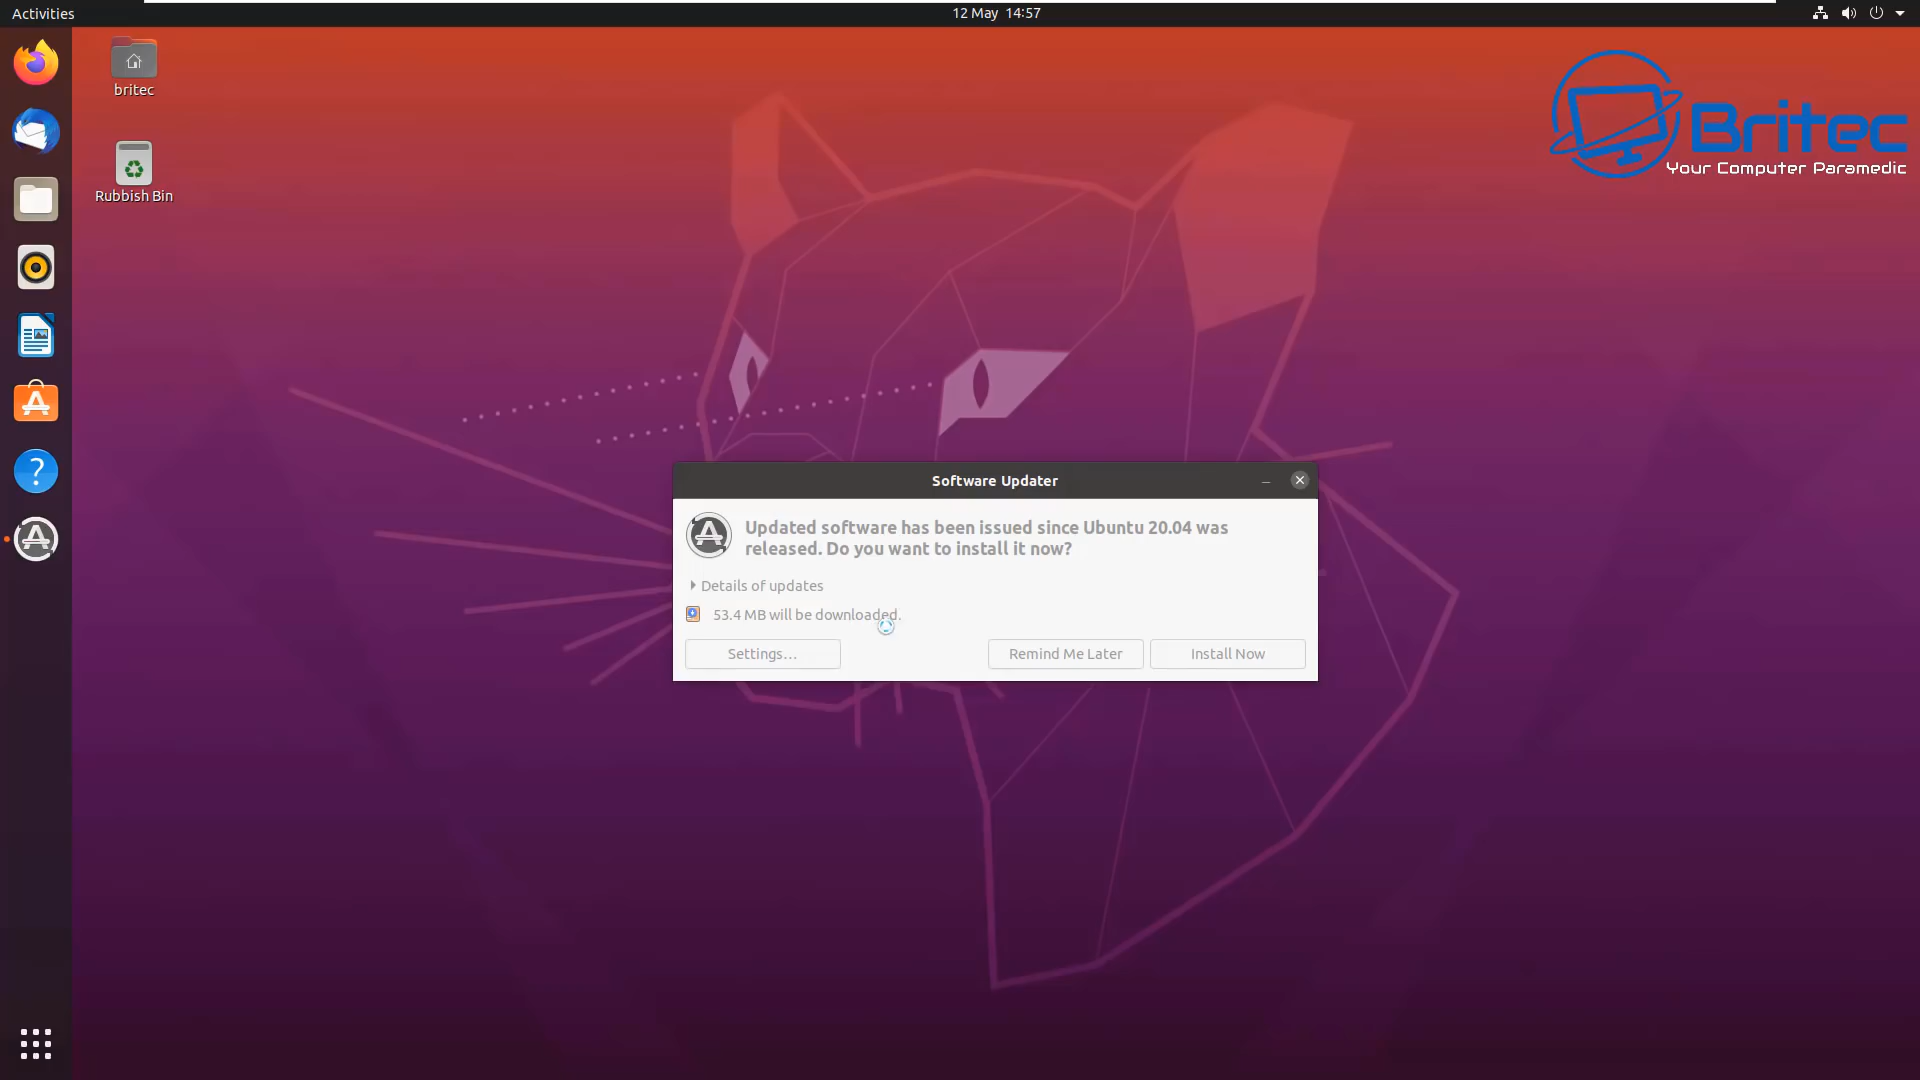 Activities
12 May 14:57
britec
Rubbish Bin
Britec
Your Computer Paramedic
?
Software Updater
Updated software has been issued since Ubuntu 20.04 was
released. Do you want to install it now?
Details of updates
53.4 MB will be downloaded.
Settings…
Remind Me Later
Install Now